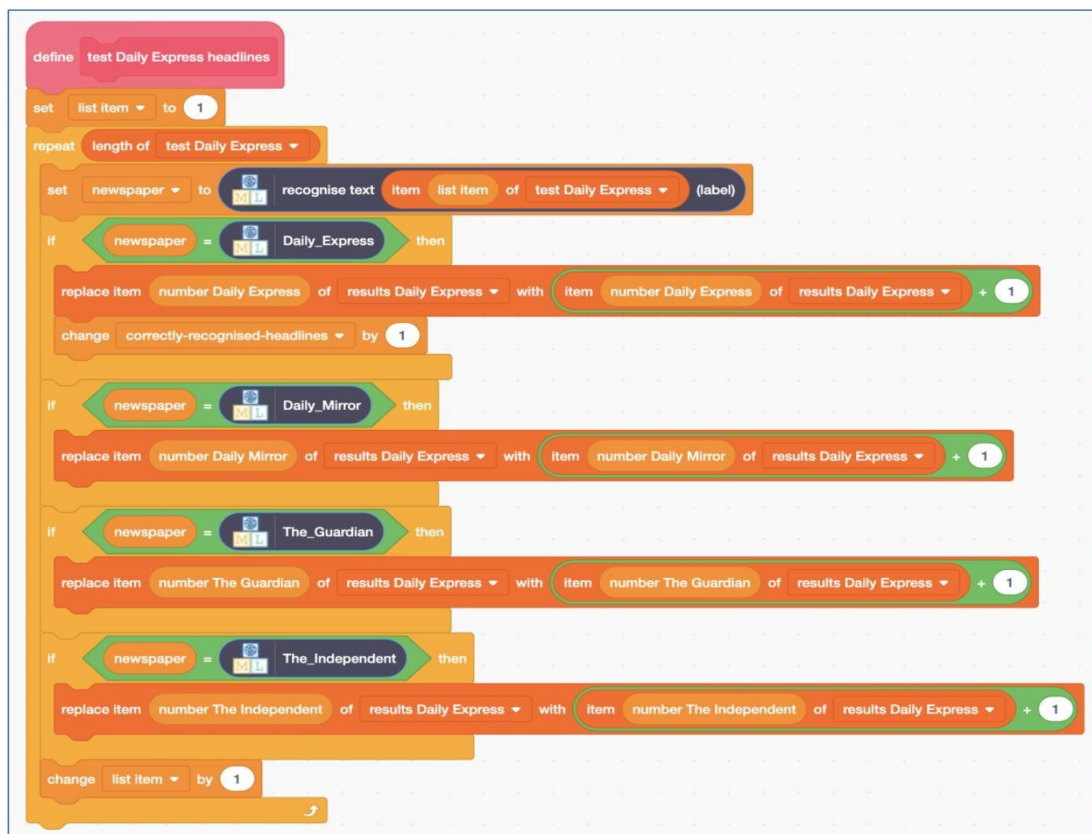 define test Daily Express headlines
set list item to 1
repeat length of test Daily Express
set newspaper to ML recognise text item list item of test Daily Express (label)
if newspaper = ML Daily_Express then
replace item number Daily Express of results Daily Express with item number Daily Express of results Daily Express + 1
change correctly-recognised-headlines by 1
if newspaper = ML Daily_Mirror then
replace item number Daily Mirror of results Daily Express with item number Daily Mirror of results Daily Express + 1
if newspaper = ML The_Guardian then
replace item number The Guardian of results Daily Express with item number The Guardian of results Daily Express + 1
if newspaper = ML The_Independent then
replace item number The Independent of results Daily Express with item number The Independent of results Daily Express + 1
change list item by 1